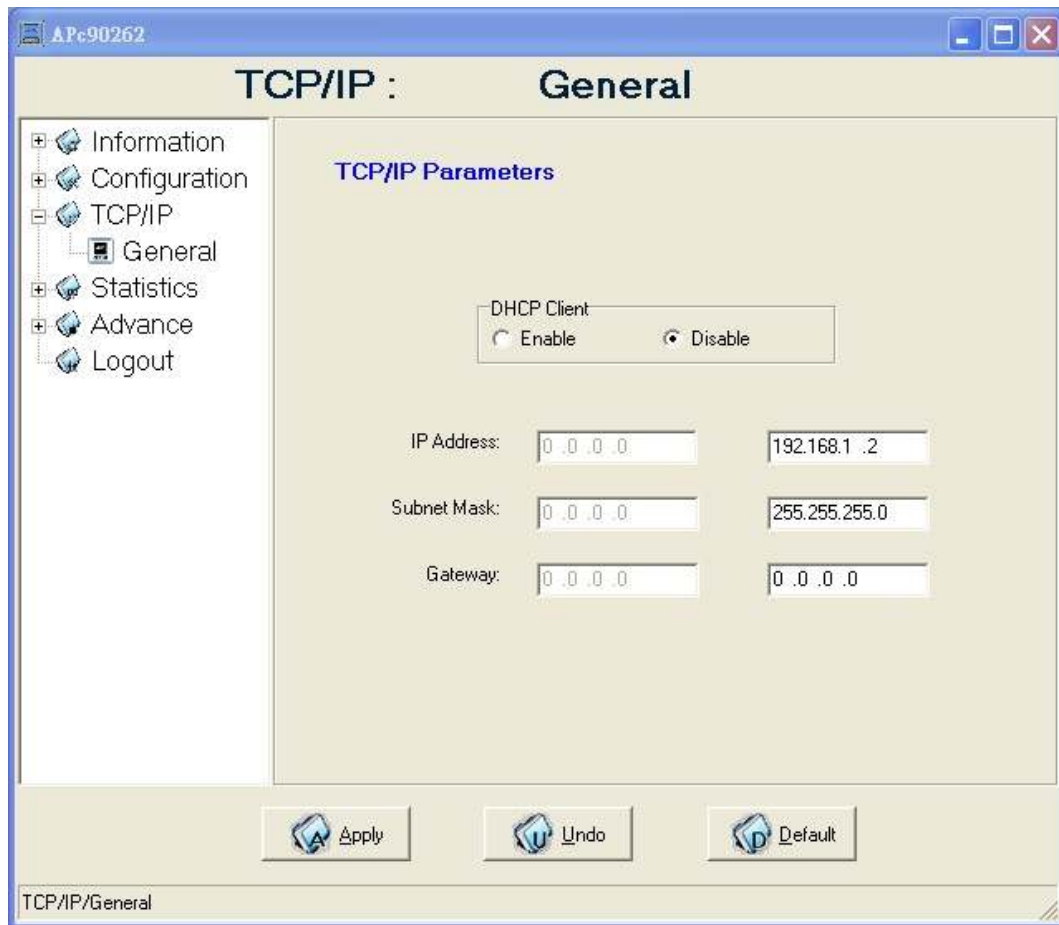 APc90262
TCP/IP : General
Information
Configuration
TCP/IP
General
Statistics
Advance
Logout
TCP/IP Parameters
DHCP Client
Enable Disable
IP Address: 0 .0 .0 .0 192.168.1 .2
Subnet Mask: 0 .0 .0 .0 255.255.255.0
Gateway: 0 .0 .0 .0 0 .0 .0 .0
A Apply U Undo D Default
TCP/IP/General